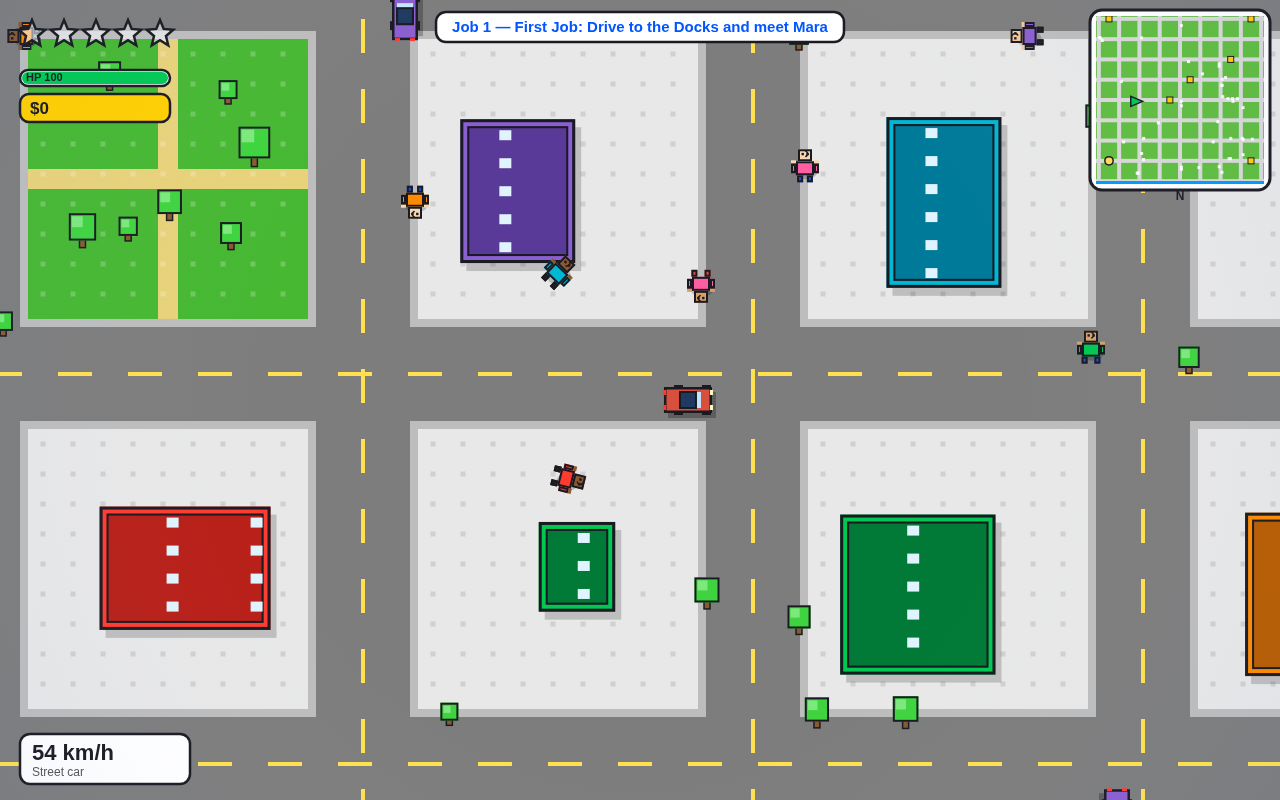 Job 1 — First Job: Drive to the Docks and meet Mara
HP 100
$0
N
54 km/h
Street car